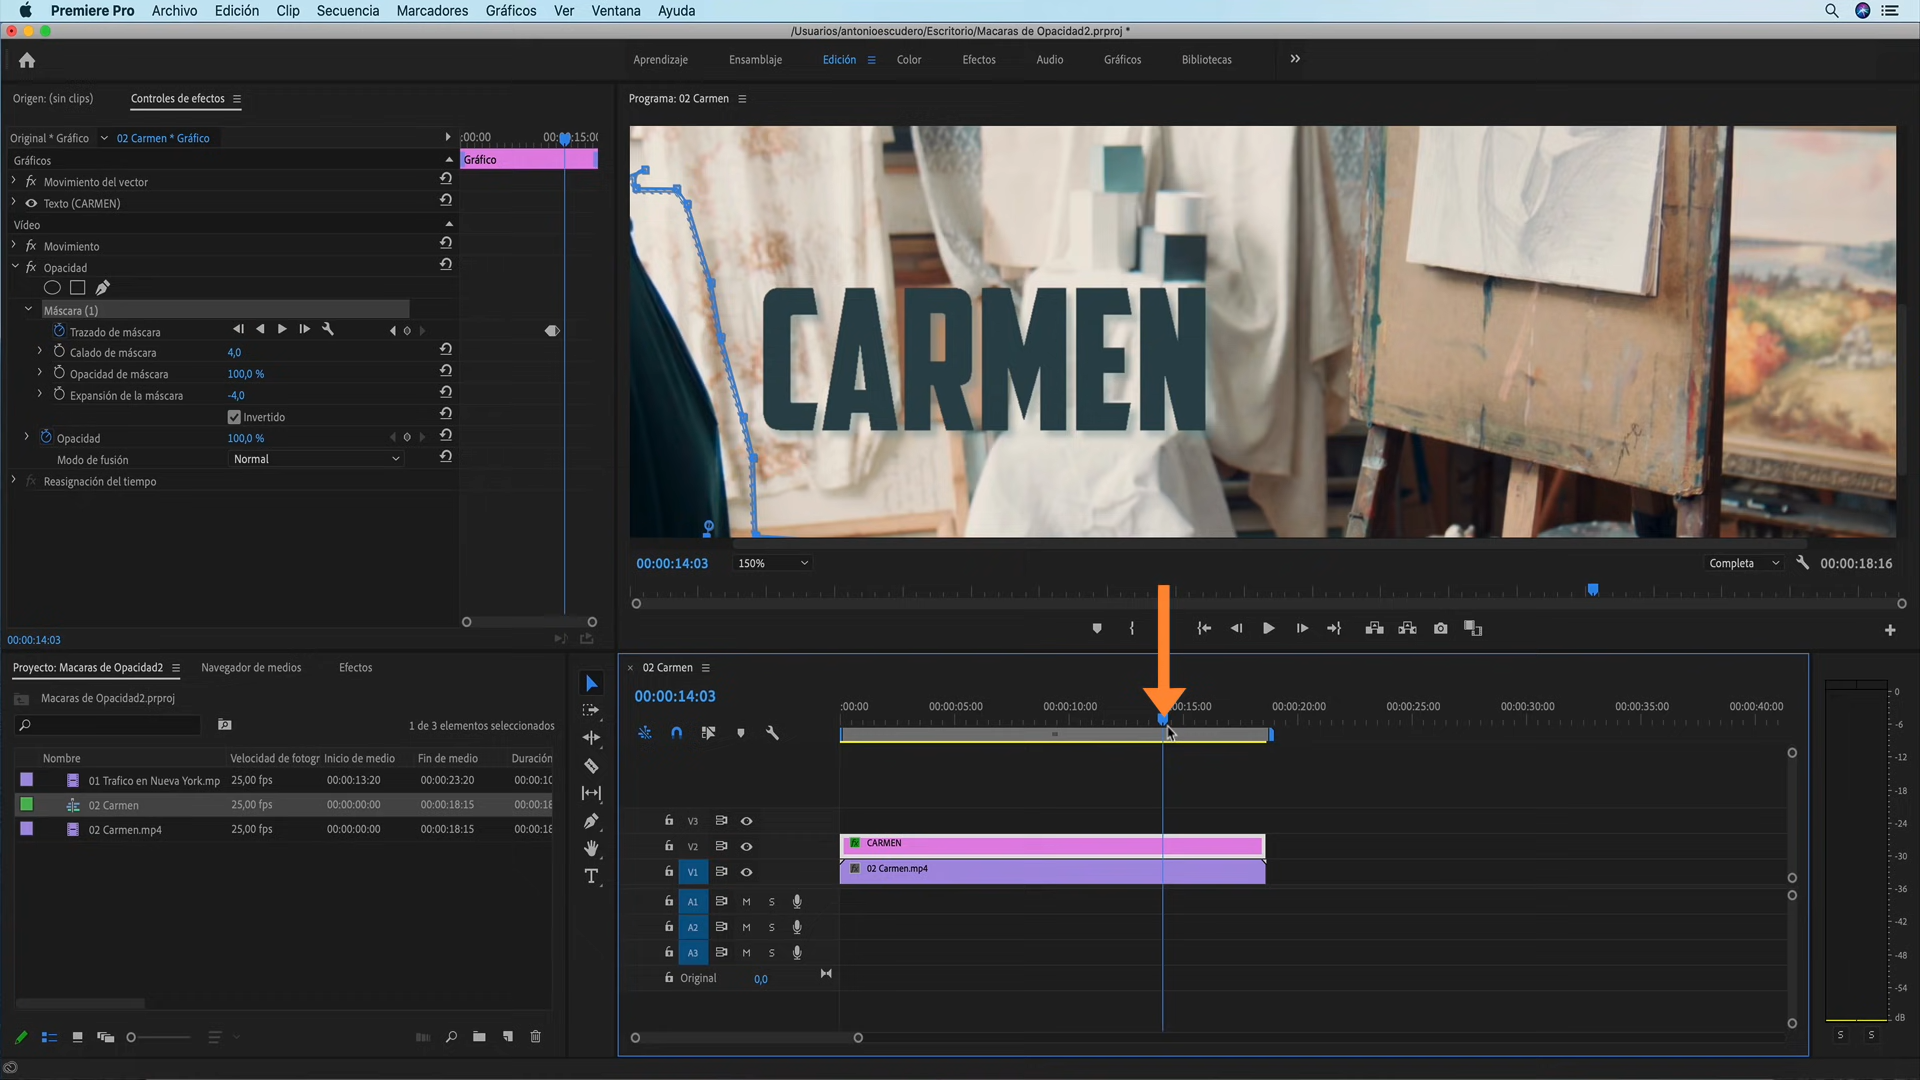 Premiere Pro Archivo Edición Clip Secuencia Marcadores Gráficos Ver Ventana Ayuda
/Usuarios/antonioescudero/Escritorio/Macaras de Opacidad2.prproj *
Aprendizaje Ensamblaje Edición Color Efectos Audio Gráficos Bibliotecas
Origen: (sin clips) Controles de efectos
Programa: 02 Carmen
Original * Gráfico 02 Carmen * Gráfico
:00:00 00:00:15:00
Gráficos
Gráfico
fx Movimiento del vector
Texto (CARMEN)
Vídeo
fx Movimiento
fx Opacidad
Máscara (1)
Trazado de máscara
Calado de máscara 4,0
Opacidad de máscara 100,0 %
Expansión de la máscara -4,0
Invertido
Opacidad 100,0 %
Modo de fusión Normal
fx Reasignación del tiempo
CARMEN
00:00:14:03 150% Completa 00:00:18:16
00:00:14:03
Proyecto: Macaras de Opacidad2 Navegador de medios Efectos
Macaras de Opacidad2.prproj
1 de 3 elementos seleccionados
Nombre Velocidad de fotogr Inicio de medio Fin de medio Duración
01 Trafico en Nueva York.mp 25,00 fps 00:00:13:20 00:00:23:20 00:00:10
02 Carmen 25,00 fps 00:00:00:00 00:00:18:15 00:00:18
02 Carmen.mp4 25,00 fps 00:00:00:00 00:00:18:15 00:00:18
02 Carmen
00:00:14:03
:00:00 00:00:05:00 00:00:10:00 00:00:15:00 00:00:20:00 00:00:25:00 00:00:30:00 00:00:35:00 00:00:40:00
V3
V2 CARMEN
V1 02 Carmen.mp4
A1 M S
A2 M S
A3 M S
Original 0,0
0
-6
-12
-18
-24
-30
-36
-42
-48
-54
dB
S S